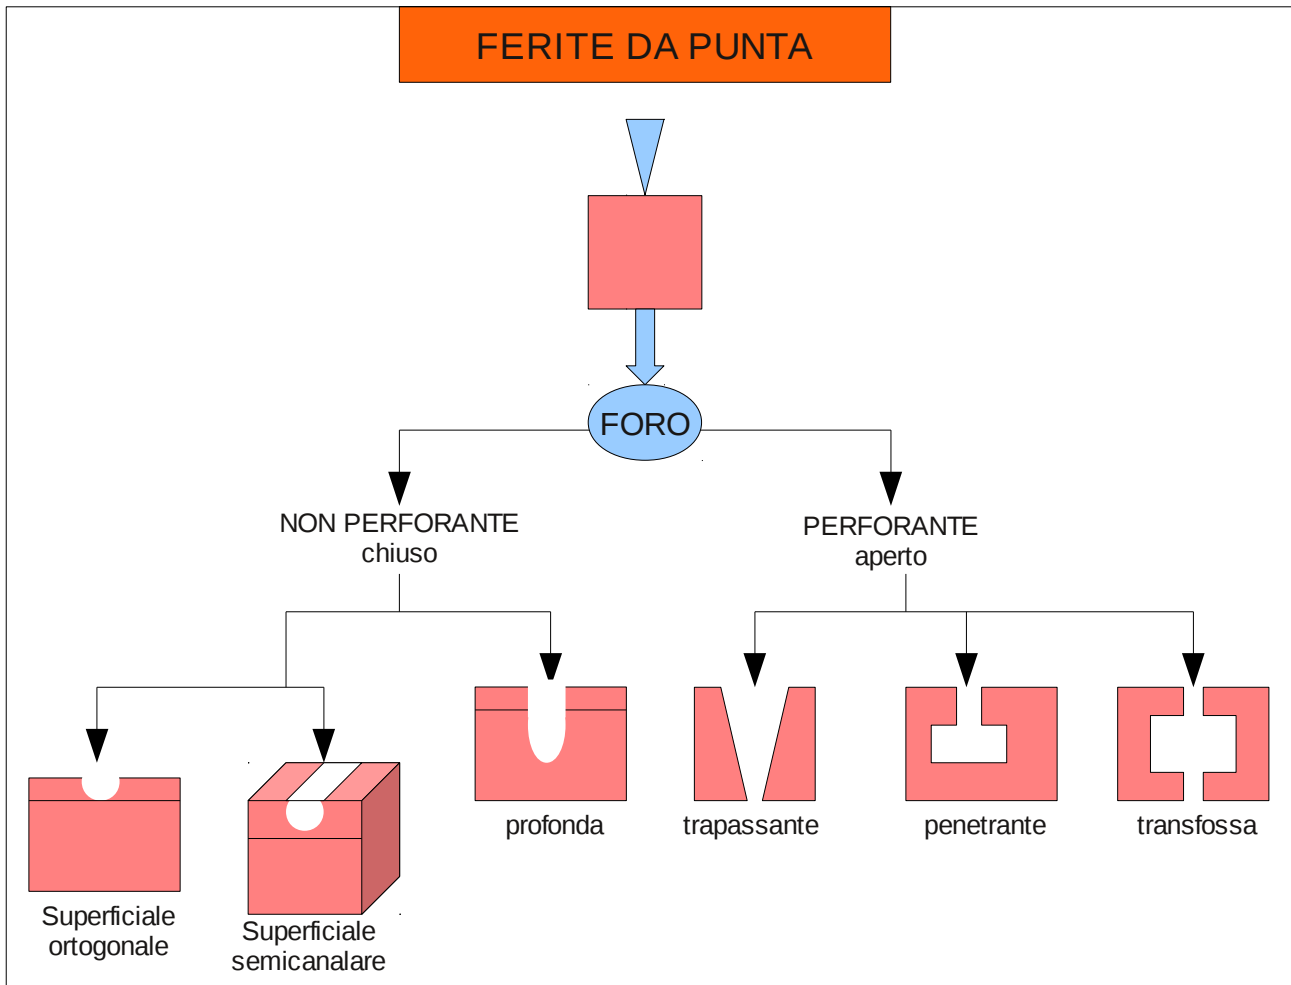 FERITE DA PUNTA
FORO
NON PERFORANTE
chiuso
PERFORANTE
aperto
profonda
trapassante
penetrante
transfossa
Superficiale
ortogonale
Superficiale
semicanalare